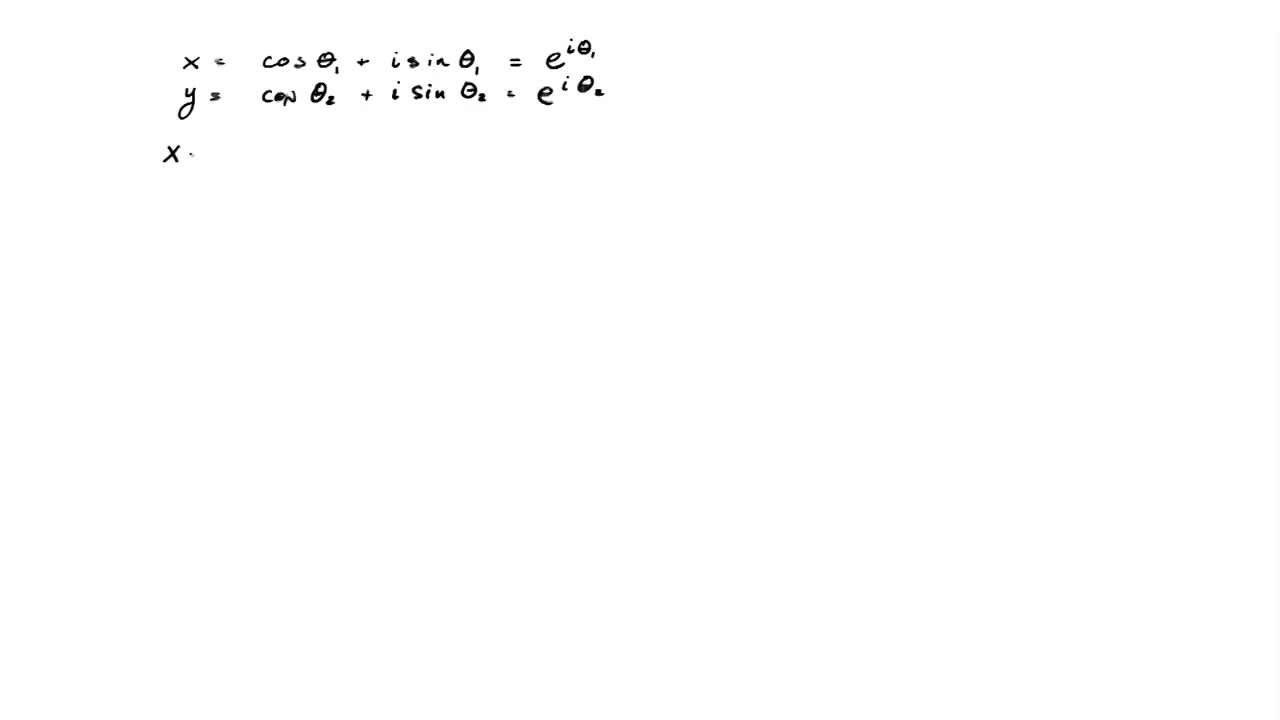 x = cos θ₁ + i sin θ₁ = e^{iθ₁}
y = cos θ₂ + i sin θ₂ = e^{iθ₂}
x ·